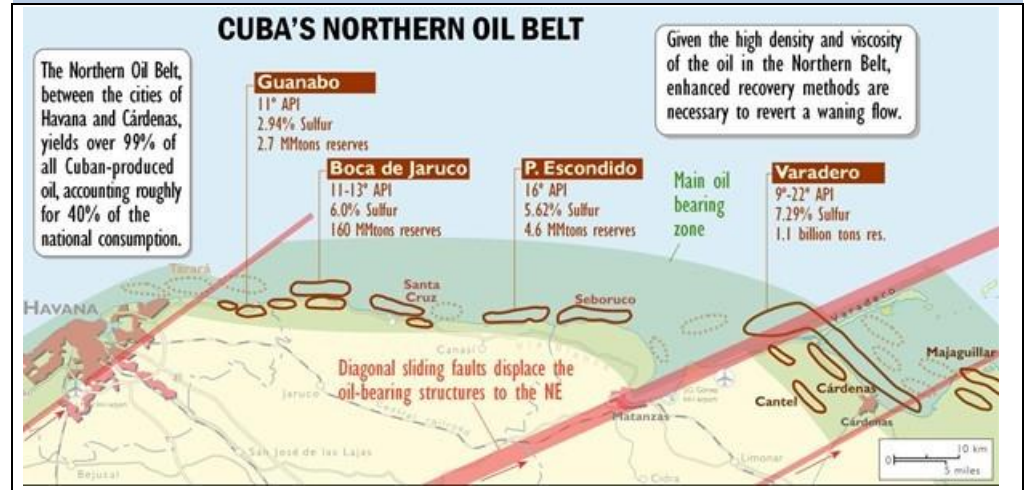 CUBA'S NORTHERN OIL BELT
The Northern Oil Belt,
between the cities of
Havana and Cárdenas,
yields over 99% of
all Cuban-produced
oil, accounting roughly
for 40% of the
national consumption.
Given the high density and viscosity
of the oil in the Northern Belt,
enhanced recovery methods are
necessary to revert a waning flow.
Guanabo
11° API
2.94% Sulfur
2.7 MMtons reserves
Boca de Jaruco
11-13° API
6.0% Sulfur
160 MMtons reserves
P. Escondido
16° API
5.62% Sulfur
4.6 MMtons reserves
Varadero
9°-22° API
7.29% Sulfur
1.1 billion tons res.
Main oil
bearing
zone
Tarará
HAVANA
Santa
Cruz
Seboruco
Varadero
Canasí
Majaguillar
Diagonal sliding faults displace the
oil-bearing structures to the NE
Jaruco
Central railroad
Matanzas
Cantel
Cárdenas
Cárdenas
San José de las Lajas
Limonar
Bejucal
Cidra
0 10 km
5 miles